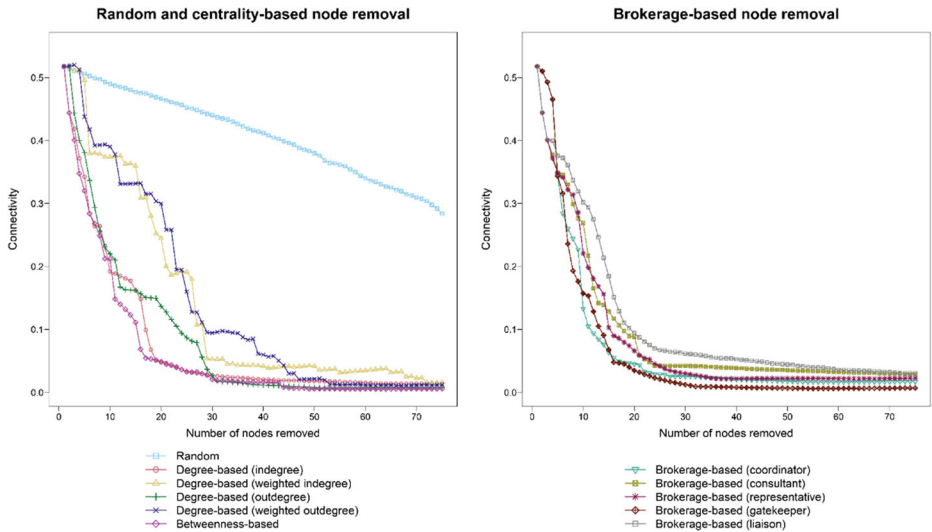 Random and centrality-based node removal
Connectivity
0.5
0.4
0.3
0.2
0.1
0.0
0 10 20 30 40 50 60 70
Number of nodes removed
Random
Degree-based (indegree)
Degree-based (weighted indegree)
Degree-based (outdegree)
Degree-based (weighted outdegree)
Betweenness-based
Brokerage-based node removal
Connectivity
0.5
0.4
0.3
0.2
0.1
0.0
0 10 20 30 40 50 60 70
Number of nodes removed
Brokerage-based (coordinator)
Brokerage-based (consultant)
Brokerage-based (representative)
Brokerage-based (gatekeeper)
Brokerage-based (liaison)